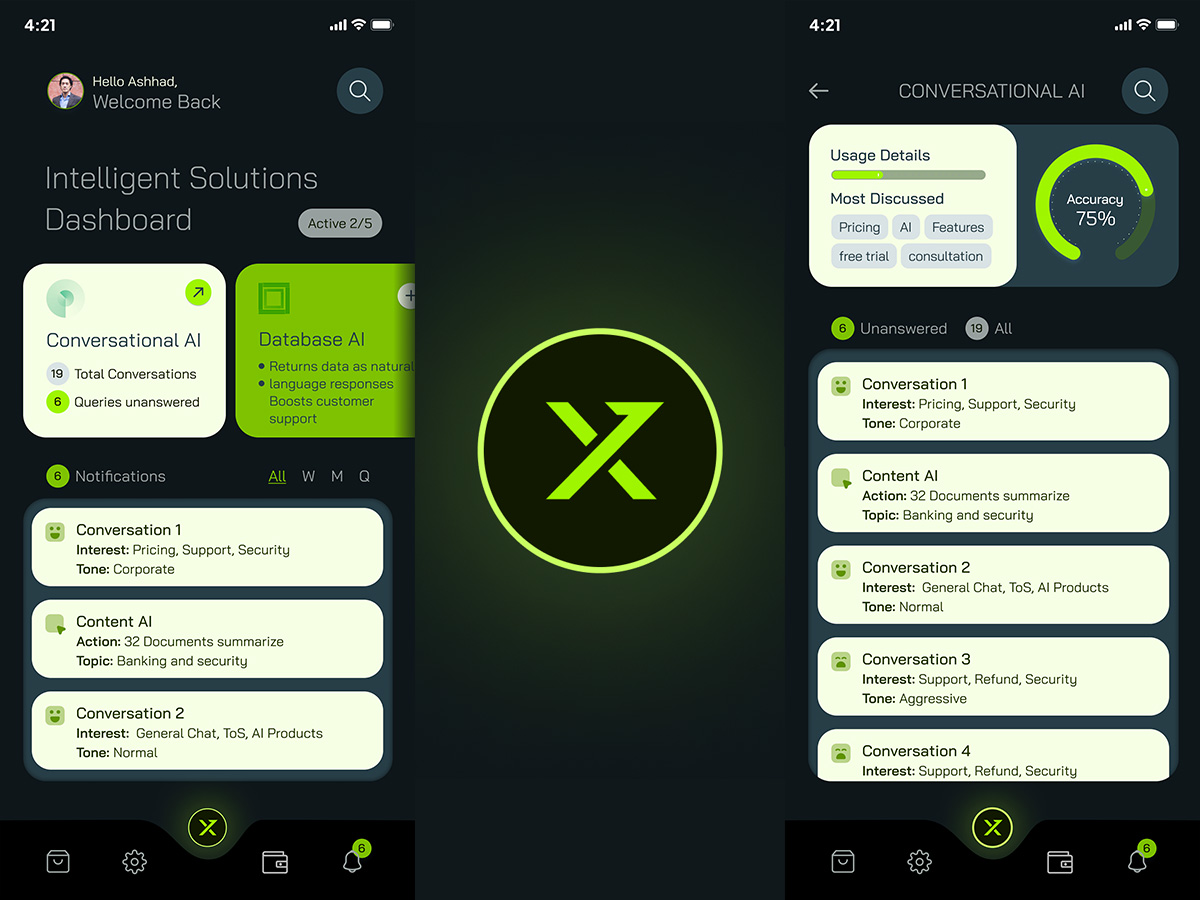 4:21
Hello Ashhad,
Welcome Back
Intelligent Solutions
Dashboard
Active 2/5
Conversational AI
19 Total Conversations
6 Queries unanswered
Database AI
• Returns data as natural
• language responses
Boosts customer
support
6 Notifications
All W M Q
Conversation 1
Interest: Pricing, Support, Security
Tone: Corporate
Content AI
Action: 32 Documents summarize
Topic: Banking and security
Conversation 2
Interest: General Chat, ToS, AI Products
Tone: Normal
6
X
4:21
CONVERSATIONAL AI
Usage Details
Most Discussed
Pricing AI Features
free trial consultation
Accuracy
75%
6 Unanswered 19 All
Conversation 1
Interest: Pricing, Support, Security
Tone: Corporate
Content AI
Action: 32 Documents summarize
Topic: Banking and security
Conversation 2
Interest: General Chat, ToS, AI Products
Tone: Normal
Conversation 3
Interest: Support, Refund, Security
Tone: Aggressive
Conversation 4
Interest: Support, Refund, Security
6